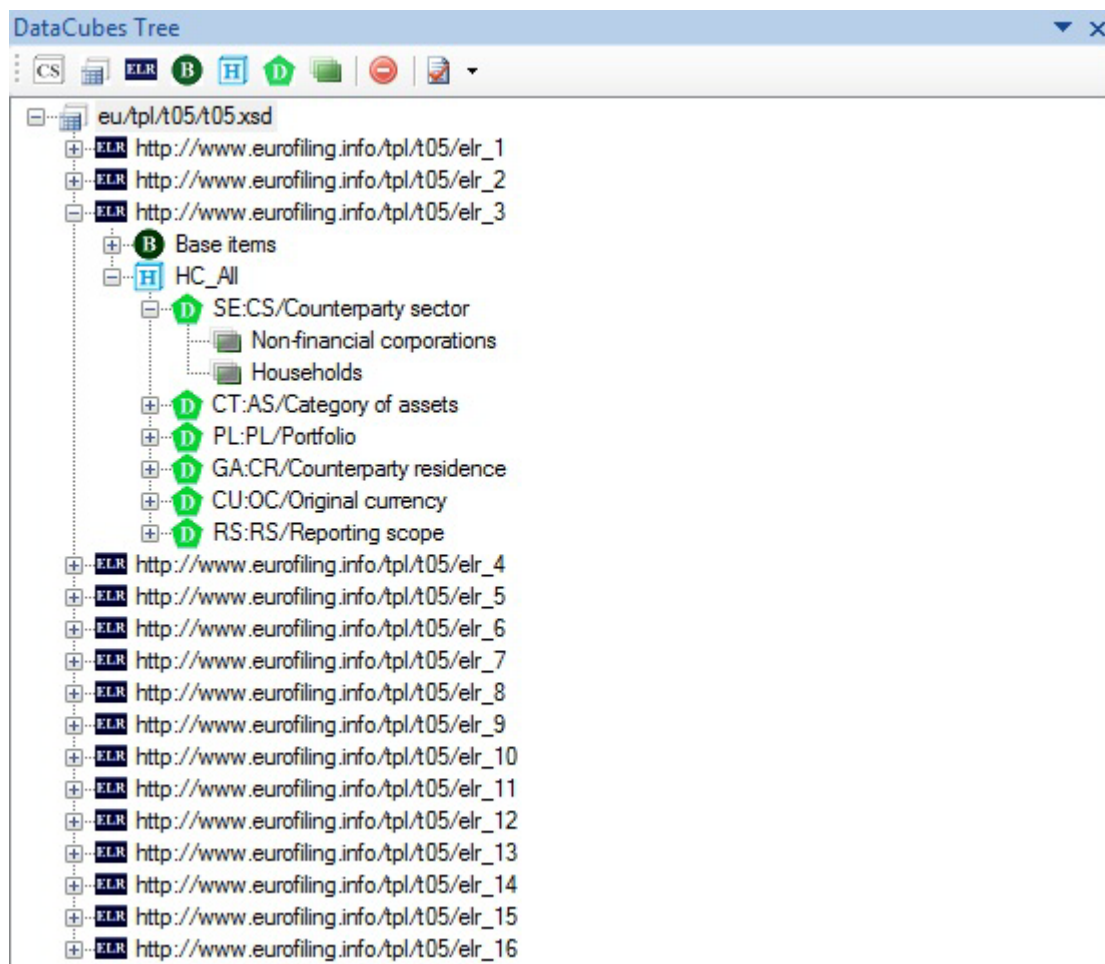 DataCubes Tree
CS ELR B H D
eu/tpl/t05/t05.xsd
ELR http://www.eurofiling.info/tpl/t05/elr_1
ELR http://www.eurofiling.info/tpl/t05/elr_2
ELR http://www.eurofiling.info/tpl/t05/elr_3
B Base items
H HC_All
D SE:CS/Counterparty sector
Non-financial corporations
Households
D CT:AS/Category of assets
D PL:PL/Portfolio
D GA:CR/Counterparty residence
D CU:OC/Original currency
D RS:RS/Reporting scope
ELR http://www.eurofiling.info/tpl/t05/elr_4
ELR http://www.eurofiling.info/tpl/t05/elr_5
ELR http://www.eurofiling.info/tpl/t05/elr_6
ELR http://www.eurofiling.info/tpl/t05/elr_7
ELR http://www.eurofiling.info/tpl/t05/elr_8
ELR http://www.eurofiling.info/tpl/t05/elr_9
ELR http://www.eurofiling.info/tpl/t05/elr_10
ELR http://www.eurofiling.info/tpl/t05/elr_11
ELR http://www.eurofiling.info/tpl/t05/elr_12
ELR http://www.eurofiling.info/tpl/t05/elr_13
ELR http://www.eurofiling.info/tpl/t05/elr_14
ELR http://www.eurofiling.info/tpl/t05/elr_15
ELR http://www.eurofiling.info/tpl/t05/elr_16